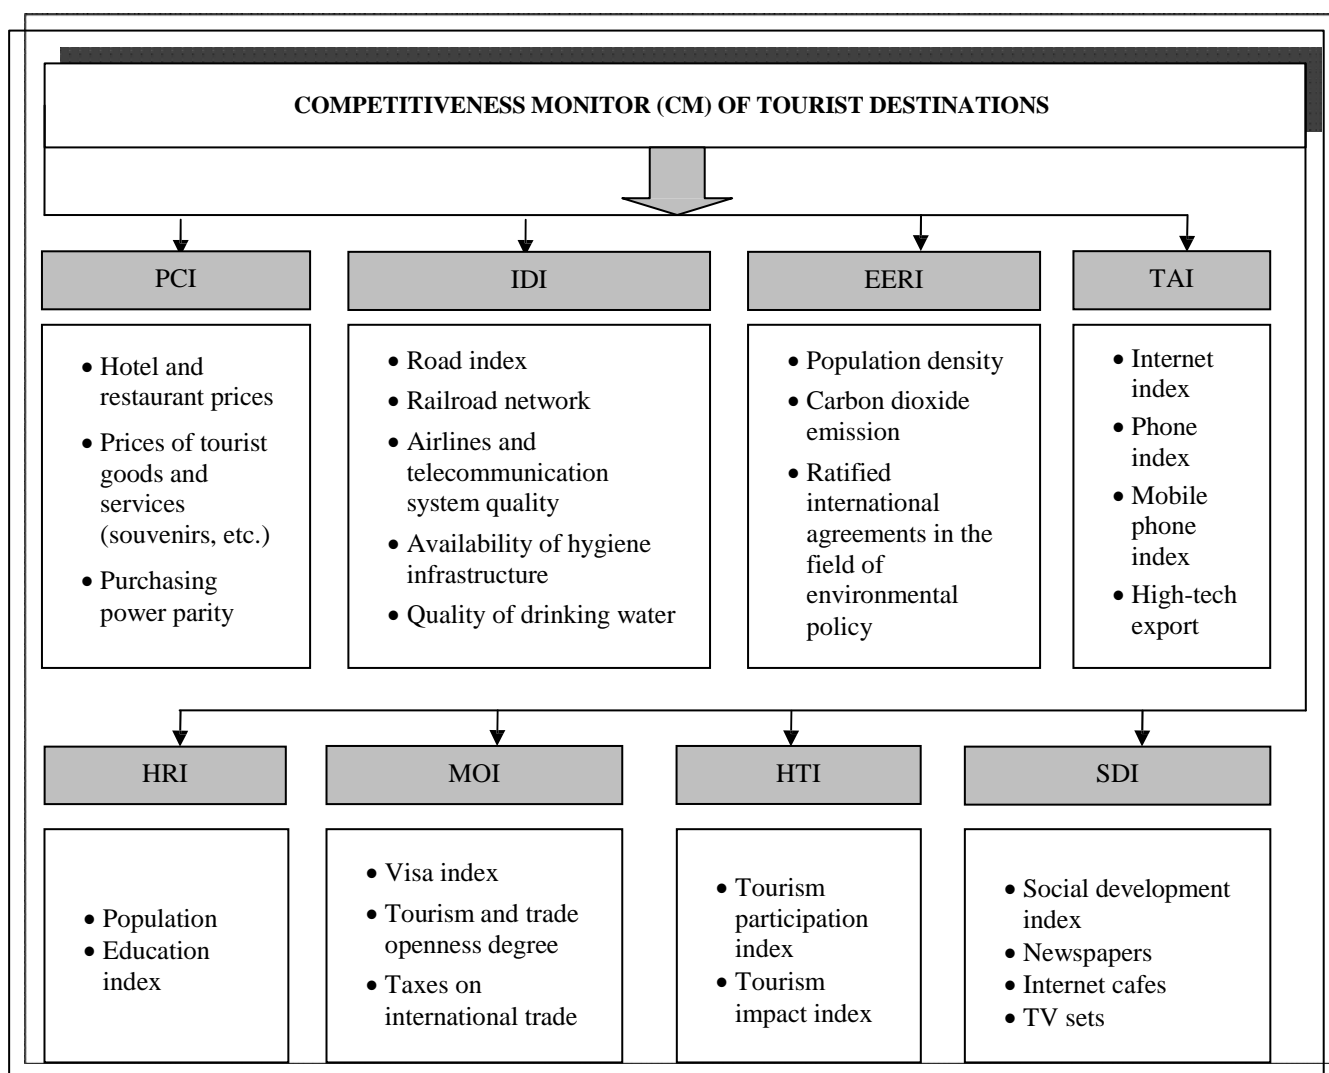 COMPETITIVENESS MONITOR (CM) OF TOURIST DESTINATIONS
PCI
• Hotel and
restaurant prices
• Prices of tourist
goods and
services
(souvenirs, etc.)
• Purchasing
power parity
IDI
• Road index
• Railroad network
• Airlines and
telecommunication
system quality
• Availability of hygiene
infrastructure
• Quality of drinking water
EERI
• Population density
• Carbon dioxide
emission
• Ratified
international
agreements in the
field of
environmental
policy
TAI
• Internet
index
• Phone
index
• Mobile
phone
index
• High-tech
export
HRI
• Population
• Education
index
MOI
• Visa index
• Tourism and trade
openness degree
• Taxes on
international trade
HTI
• Tourism
participation
index
• Tourism
impact index
SDI
• Social development
index
• Newspapers
• Internet cafes
• TV sets